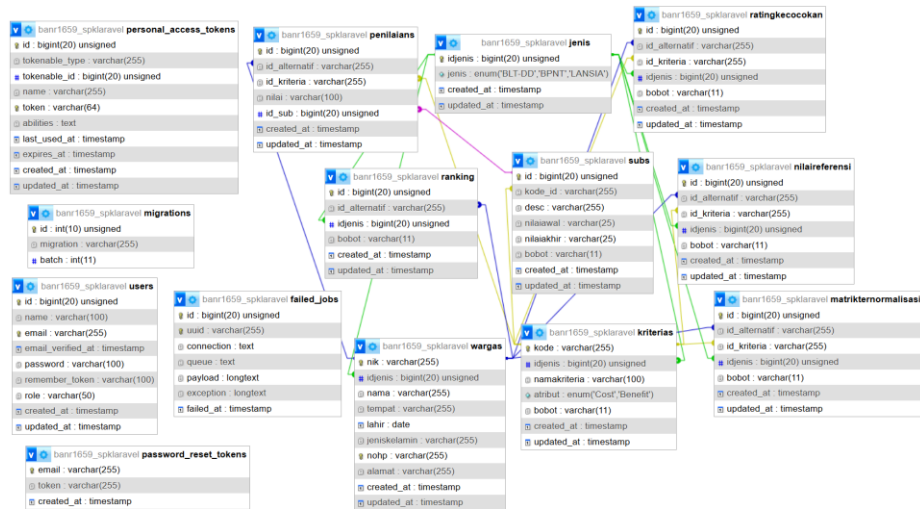 banr1659_spklaravel personal_access_tokens
id : bigint(20) unsigned
tokenable_type : varchar(255)
tokenable_id : bigint(20) unsigned
name : varchar(255)
token : varchar(64)
abilities : text
last_used_at : timestamp
expires_at : timestamp
created_at : timestamp
updated_at : timestamp
banr1659_spklaravel penilaians
id : bigint(20) unsigned
id_alternatif : varchar(255)
id_kriteria : varchar(255)
nilai : varchar(100)
id_sub : bigint(20) unsigned
created_at : timestamp
updated_at : timestamp
banr1659_spklaravel jenis
idjenis : bigint(20) unsigned
jenis : enum('BLT-DD','BPNT','LANSIA')
created_at : timestamp
updated_at : timestamp
banr1659_spklaravel ratingkecocokan
id : bigint(20) unsigned
id_alternatif : varchar(255)
id_kriteria : varchar(255)
idjenis : bigint(20) unsigned
bobot : varchar(11)
created_at : timestamp
updated_at : timestamp
banr1659_spklaravel ranking
id : bigint(20) unsigned
id_alternatif : varchar(255)
idjenis : bigint(20) unsigned
bobot : varchar(11)
created_at : timestamp
updated_at : timestamp
banr1659_spklaravel subs
id : bigint(20) unsigned
kode_id : varchar(255)
desc : varchar(255)
nilaiawal : varchar(25)
nilaiakhir : varchar(25)
bobot : varchar(11)
created_at : timestamp
updated_at : timestamp
banr1659_spklaravel nilaireferensi
id : bigint(20) unsigned
id_alternatif : varchar(255)
id_kriteria : varchar(255)
idjenis : bigint(20) unsigned
bobot : varchar(11)
created_at : timestamp
updated_at : timestamp
banr1659_spklaravel migrations
id : int(10) unsigned
migration : varchar(255)
batch : int(11)
banr1659_spklaravel users
id : bigint(20) unsigned
name : varchar(100)
email : varchar(255)
email_verified_at : timestamp
password : varchar(100)
remember_token : varchar(100)
role : varchar(50)
created_at : timestamp
updated_at : timestamp
banr1659_spklaravel failed_jobs
id : bigint(20) unsigned
uuid : varchar(255)
connection : text
queue : text
payload : longtext
exception : longtext
failed_at : timestamp
banr1659_spklaravel wargas
nik : varchar(255)
idjenis : bigint(20) unsigned
nama : varchar(255)
tempat : varchar(255)
lahir : date
jeniskelamin : varchar(255)
nohp : varchar(255)
alamat : varchar(255)
created_at : timestamp
updated_at : timestamp
banr1659_spklaravel kriterias
kode : varchar(255)
idjenis : bigint(20) unsigned
namakriteria : varchar(100)
atribut : enum('Cost','Benefit')
bobot : varchar(11)
created_at : timestamp
updated_at : timestamp
banr1659_spklaravel matrikternormalisasi
id : bigint(20) unsigned
id_alternatif : varchar(255)
id_kriteria : varchar(255)
idjenis : bigint(20) unsigned
bobot : varchar(11)
created_at : timestamp
updated_at : timestamp
banr1659_spklaravel password_reset_tokens
email : varchar(255)
token : varchar(255)
created_at : timestamp